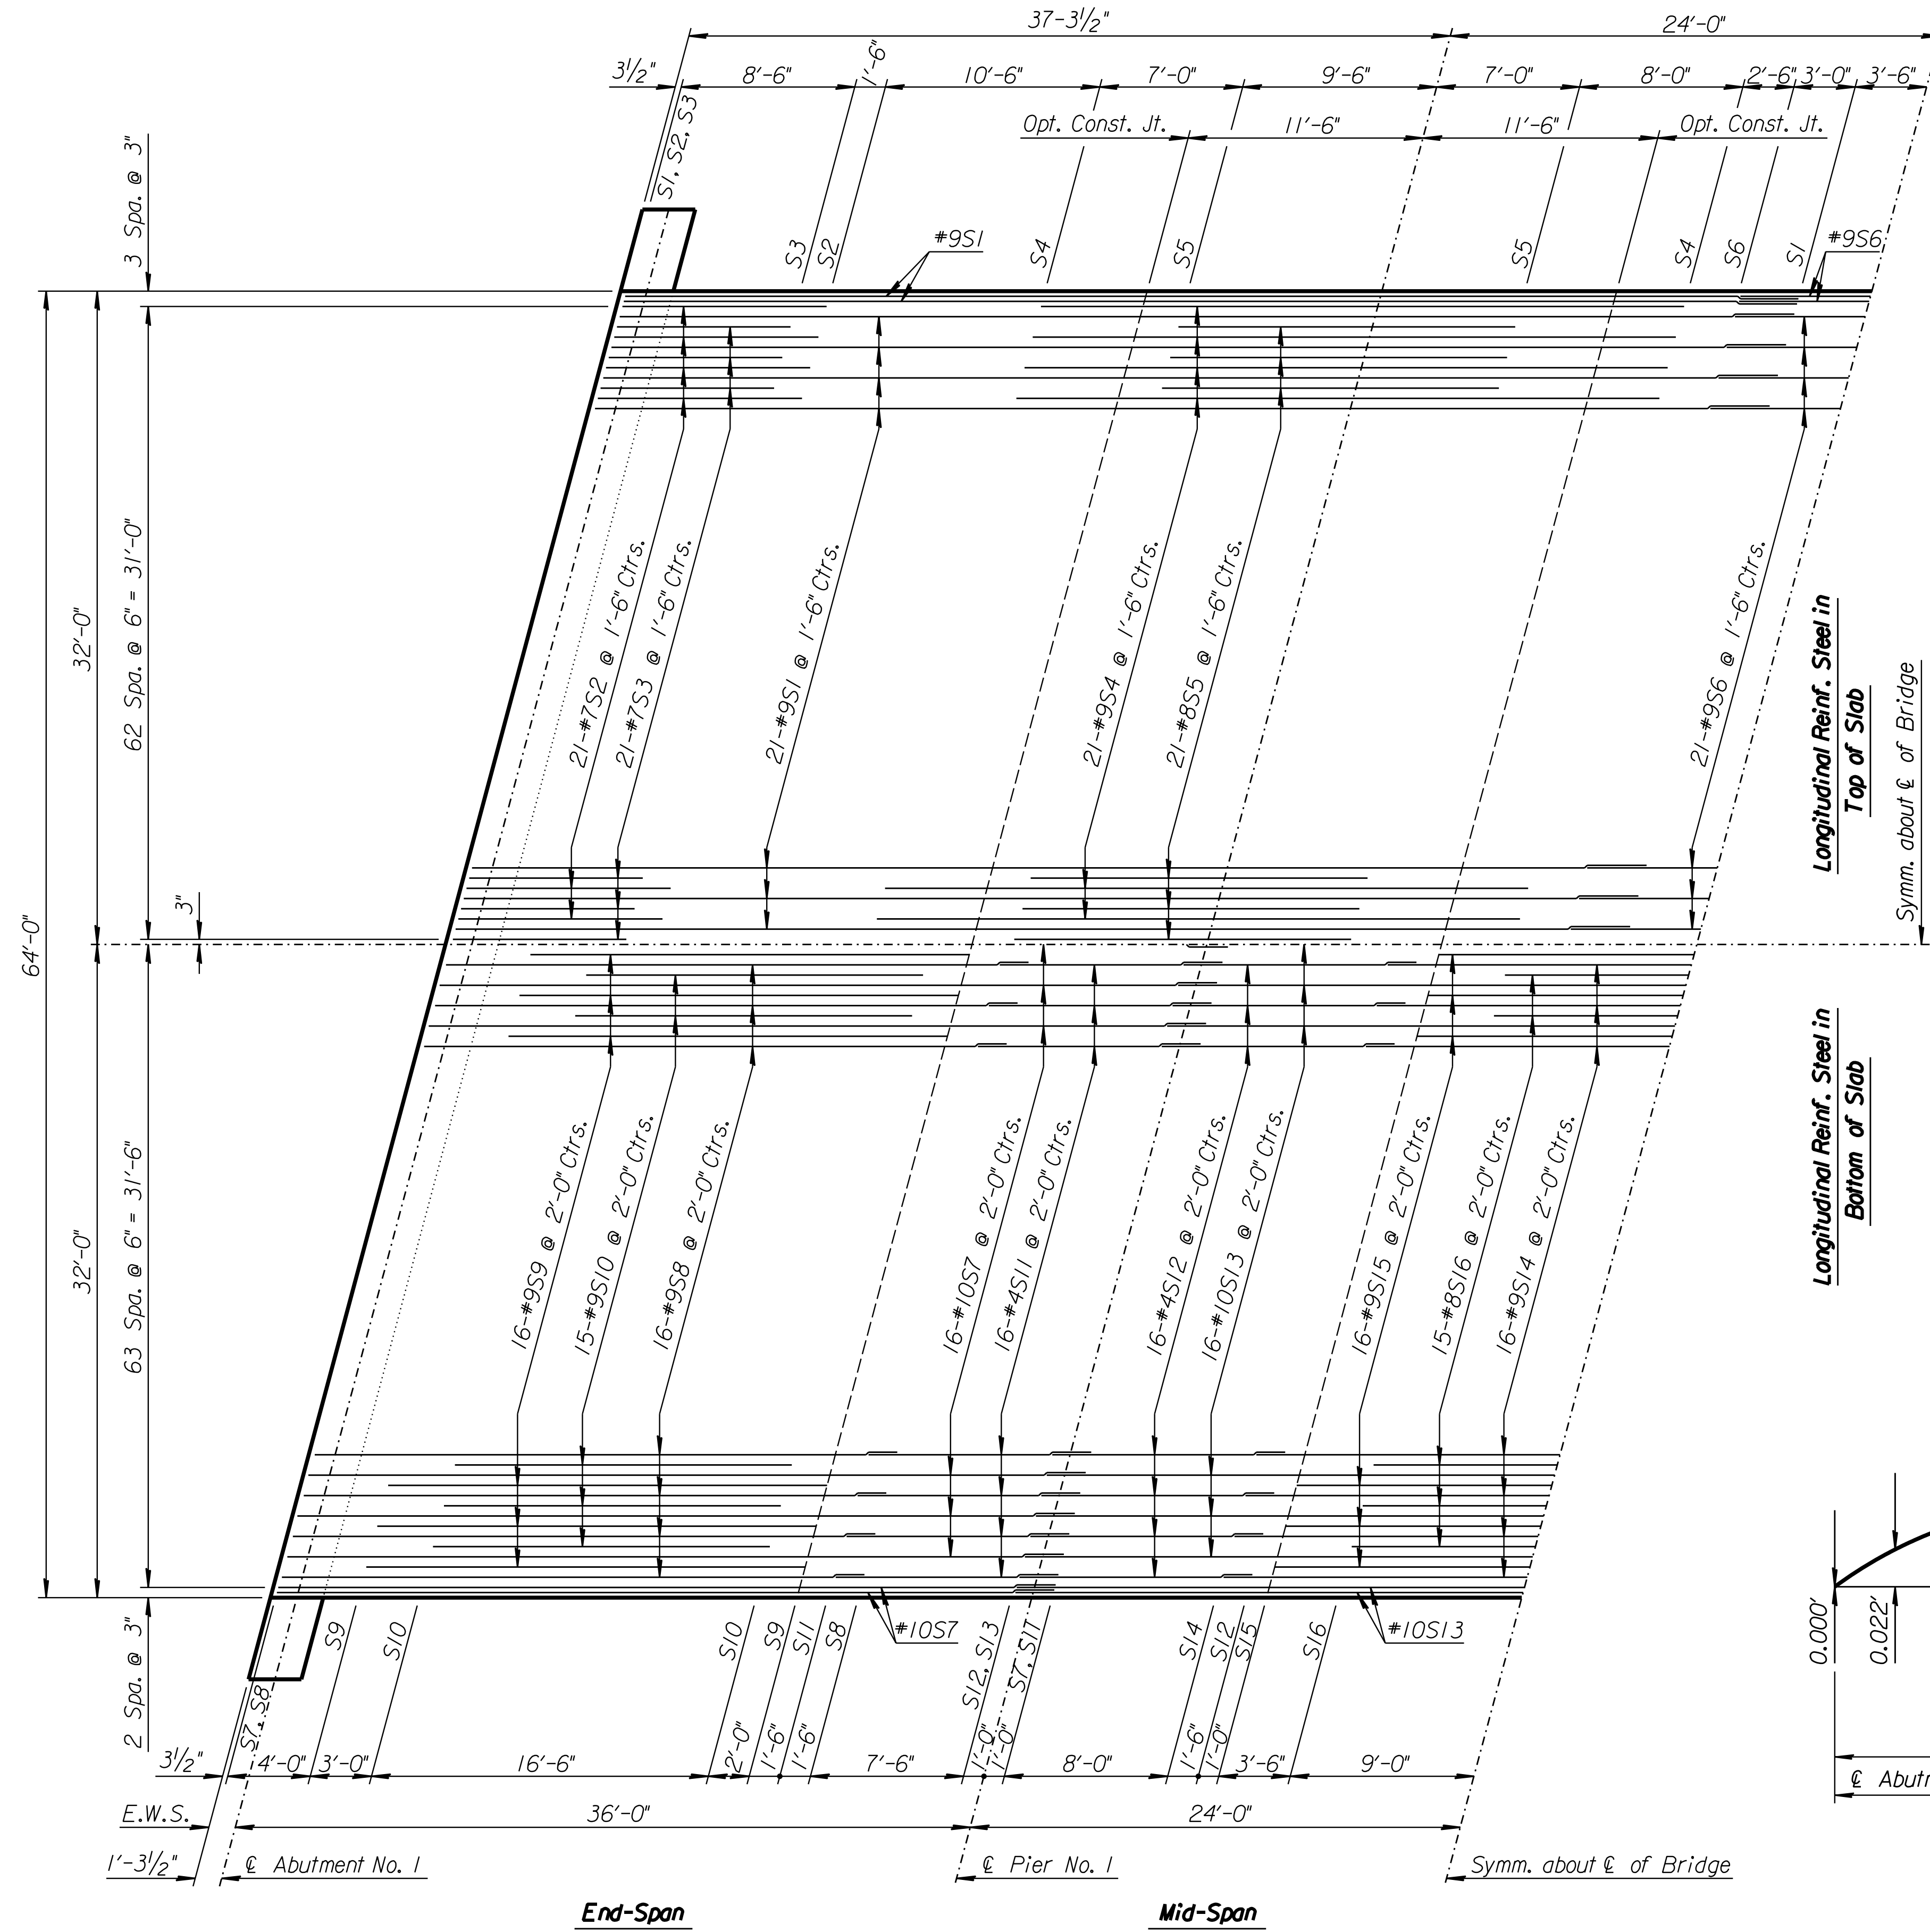 37-3½"
24'-0"
3½"
8'-6"
1'-6"
10'-6"
7'-0"
9'-6"
7'-0"
8'-0"
2'-6"
3'-0"
3'-6"
Opt. Const. Jt.
11'-6"
11'-6"
Opt. Const. Jt.
S1, S2, S3
S3
S2
#9S1
S4
S5
S5
S4
S6
S1
#9S6
3 Spa. @ 3"
62 Spa. @ 6" = 31'-0"
32'-0"
64'-0"
3"
21-#7S2 @ 1'-6" Ctrs.
21-#7S3 @ 1'-6" Ctrs.
21-#9S1 @ 1'-6" Ctrs.
21-#9S4 @ 1'-6" Ctrs.
21-#8S5 @ 1'-6" Ctrs.
21-#9S6 @ 1'-6" Ctrs.
Longitudinal Reinf. Steel in
Top of Slab
Symm. about ℄ of Bridge
32'-0"
63 Spa. @ 6" = 31'-6"
2 Spa. @ 3"
16-#9S9 @ 2'-0" Ctrs.
15-#9S10 @ 2'-0" Ctrs.
16-#9S8 @ 2'-0" Ctrs.
16-#10S7 @ 2'-0" Ctrs.
16-#4S11 @ 2'-0" Ctrs.
16-#4S12 @ 2'-0" Ctrs.
16-#10S13 @ 2'-0" Ctrs.
16-#9S15 @ 2'-0" Ctrs.
15-#8S16 @ 2'-0" Ctrs.
16-#9S14 @ 2'-0" Ctrs.
Longitudinal Reinf. Steel in
Bottom of Slab
S7, S8
S9
S10
S10
S9
S11
S8
#10S7
S12, S13
S7, S11
S14
S12
S15
S16
#10S13
3½"
4'-0"
3'-0"
16'-6"
2'-0"
1'-6"
1'-6"
7'-6"
1'-0"
1'-0"
8'-0"
1'-6"
1'-0"
3'-6"
9'-0"
E.W.S.
36'-0"
24'-0"
1'-3½"
℄ Abutment No. 1
℄ Pier No. 1
Symm. about ℄ of Bridge
End-Span
Mid-Span
0.000'
0.022'
℄ Abutm